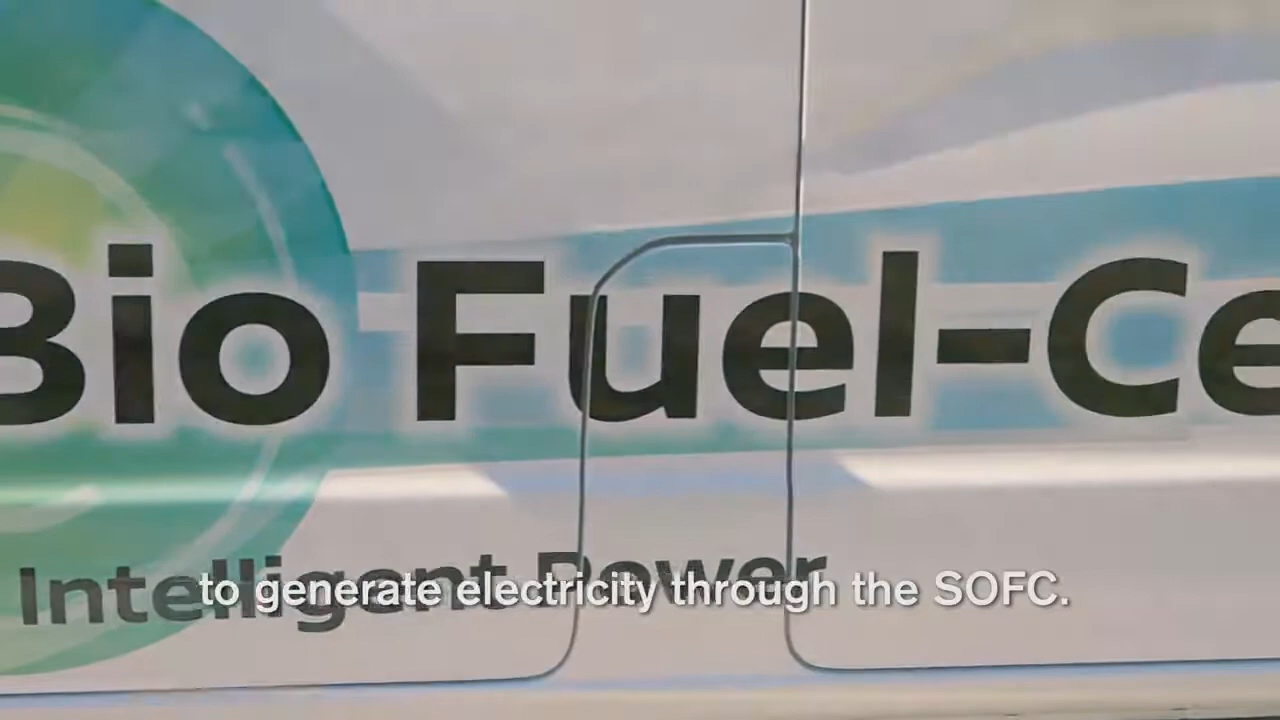 Bio Fuel-Ce
Intelligent Power
to generate electricity through the SOFC.